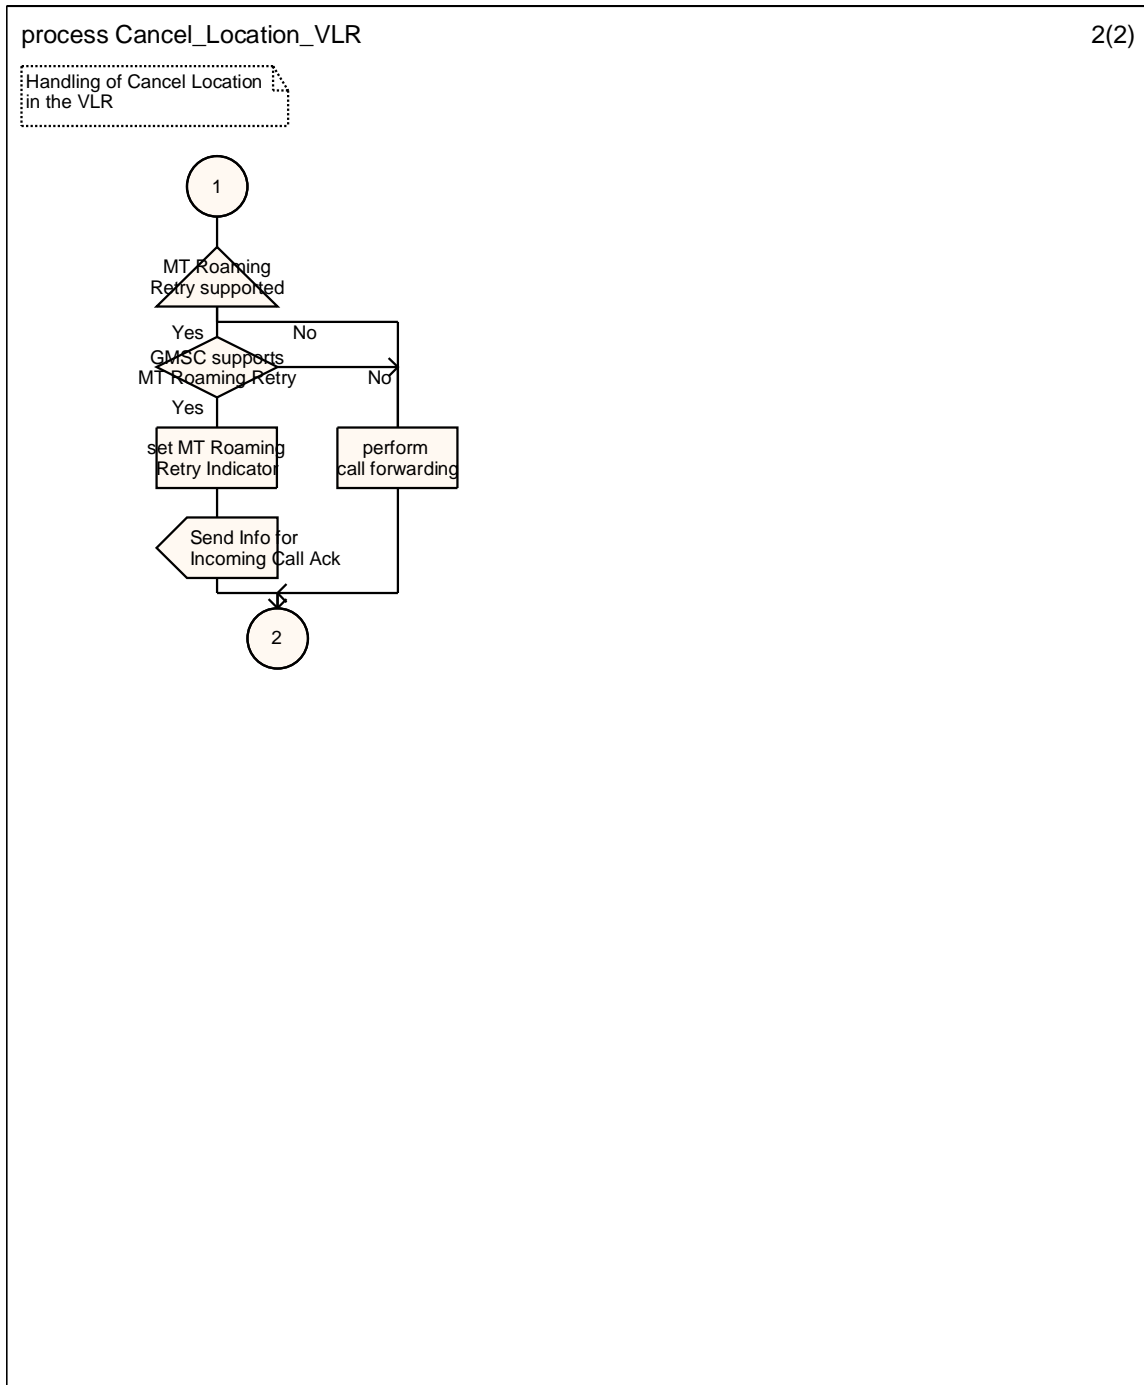 process Cancel_Location_VLR
2(2)
Handling of Cancel Location
in the VLR
1
MT Roaming
Retry supported
Yes
No
GMSC supports
MT Roaming Retry
No
Yes
set MT Roaming
Retry Indicator
perform
call forwarding
Send Info for
Incoming Call Ack
2